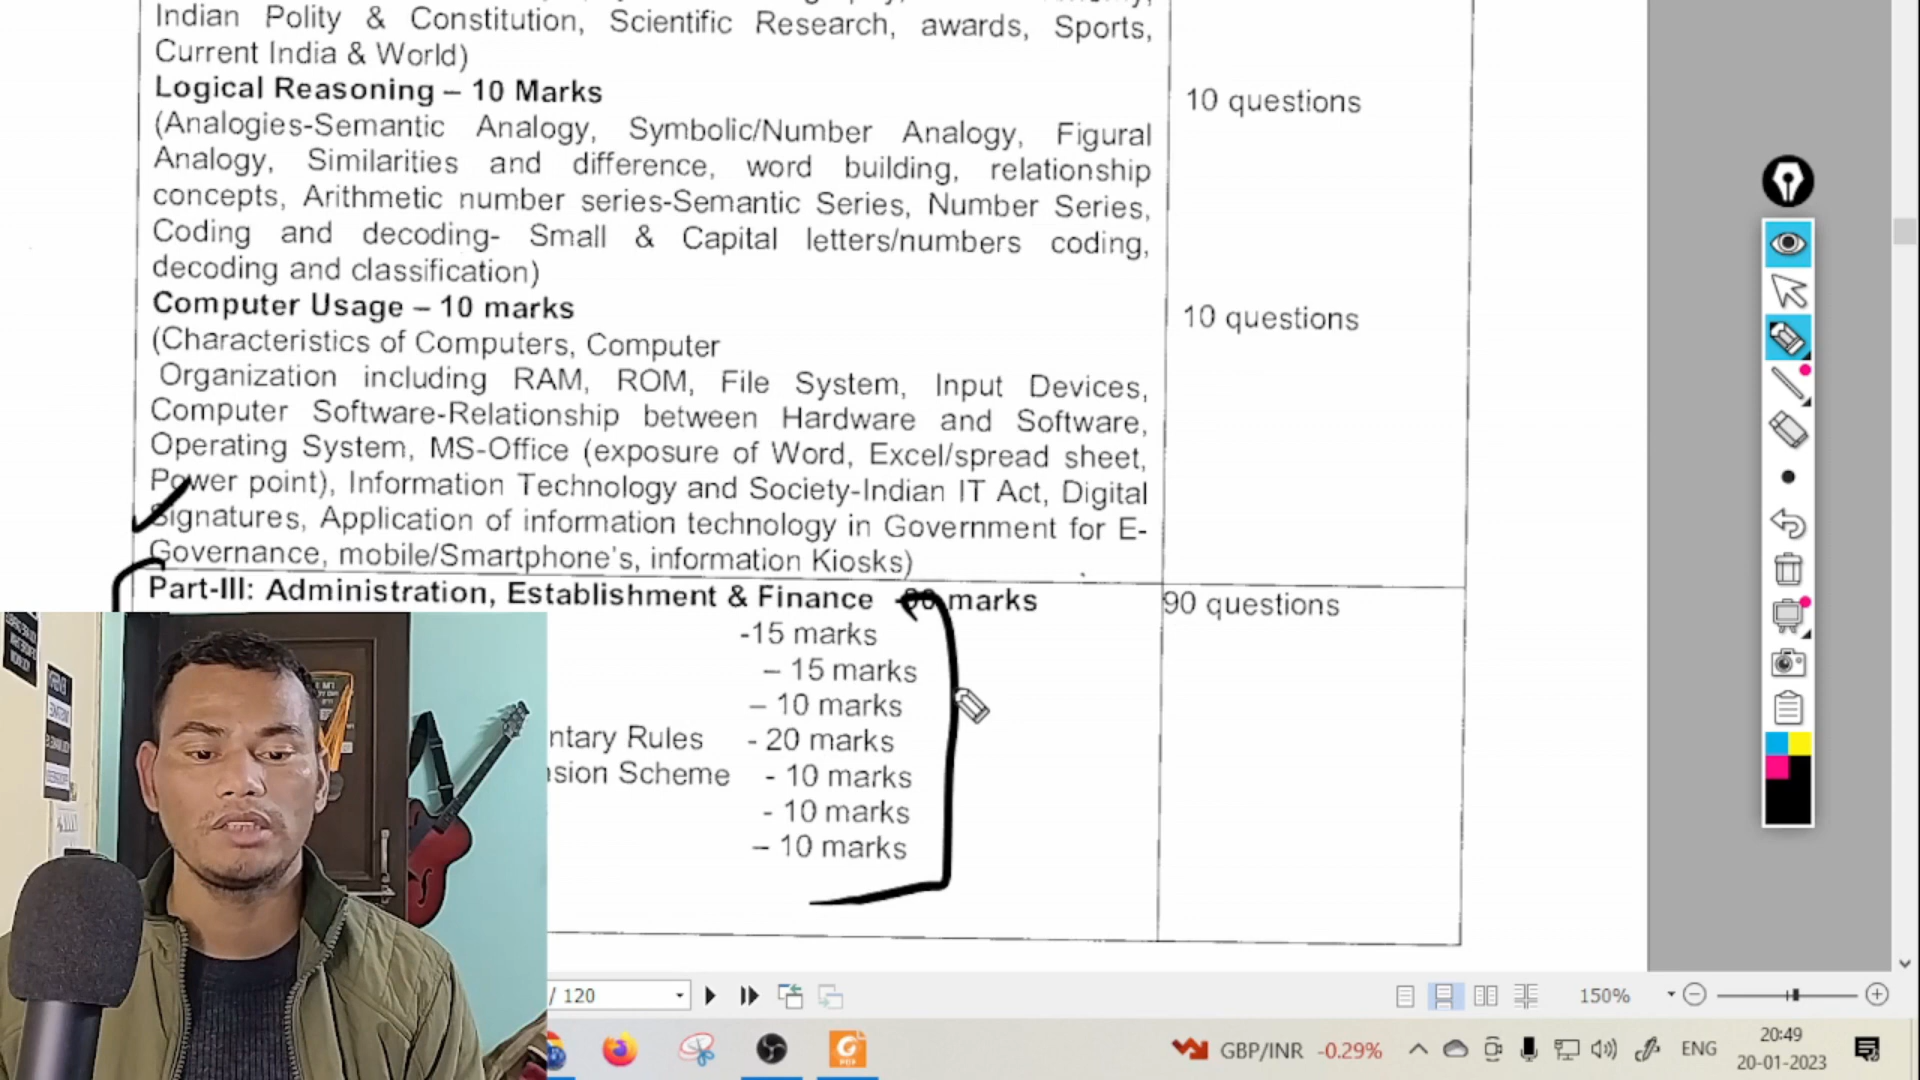 Indian Polity & Constitution, Scientific Research, awards, Sports,
Current India & World)
Logical Reasoning – 10 Marks
10 questions
(Analogies-Semantic Analogy, Symbolic/Number Analogy, Figural
Analogy, Similarities and difference, word building, relationship
concepts, Arithmetic number series-Semantic Series, Number Series,
Coding and decoding- Small & Capital letters/numbers coding,
decoding and classification)
Computer Usage – 10 marks
10 questions
(Characteristics of Computers, Computer
Organization including RAM, ROM, File System, Input Devices,
Computer Software-Relationship between Hardware and Software,
Operating System, MS-Office (exposure of Word, Excel/spread sheet,
Power point), Information Technology and Society-Indian IT Act, Digital
Signatures, Application of information technology in Government for E-
Governance, mobile/Smartphone's, information Kiosks)
Part-III: Administration, Establishment & Finance -90 marks
90 questions
-15 marks
– 15 marks
– 10 marks
ntary Rules - 20 marks
nsion Scheme - 10 marks
- 10 marks
– 10 marks
/ 120
150%
GBP/INR -0.29%
ENG
20:49
20-01-2023
PDF